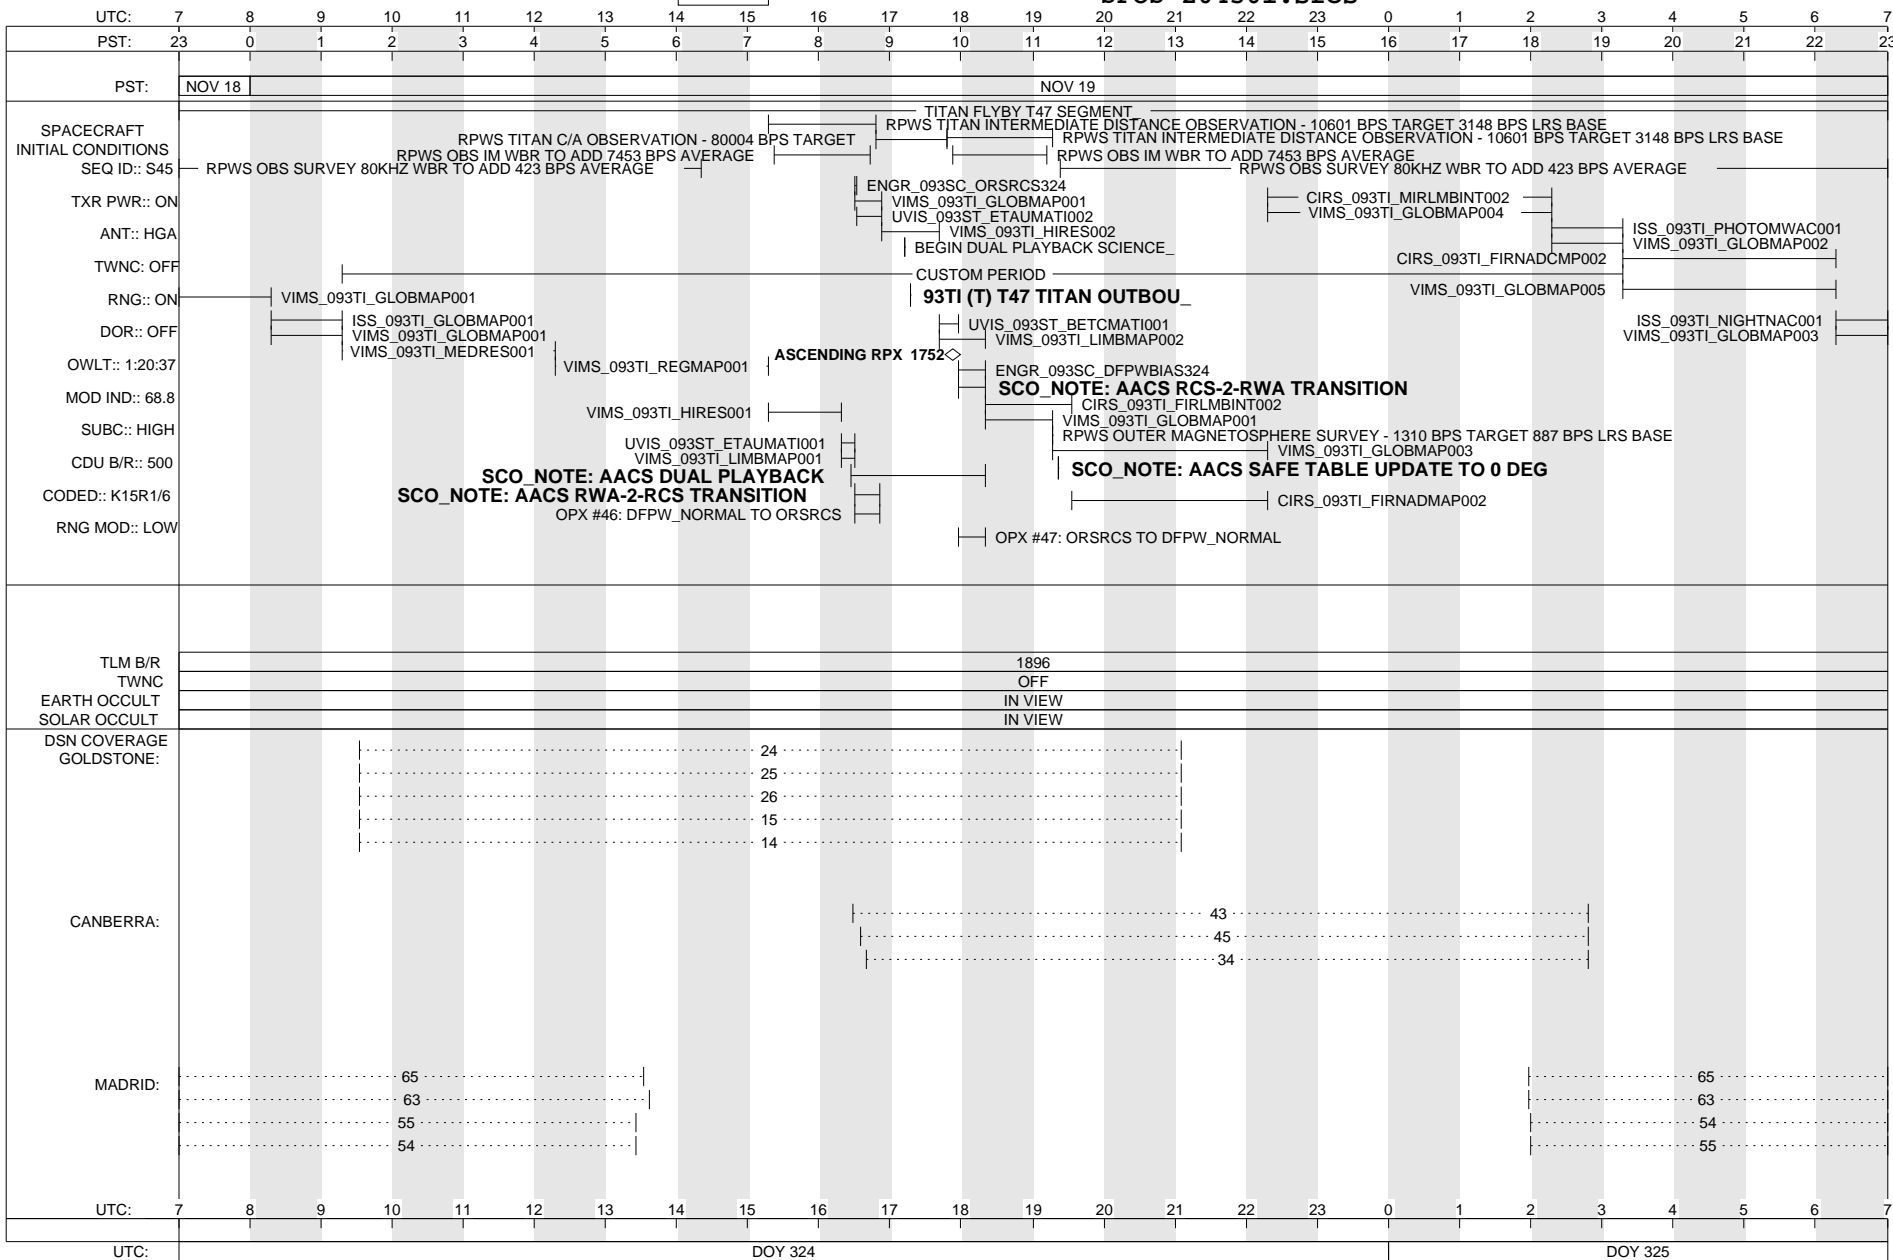 UTC: 7 8 9 10 11 12 13 14 15 16 17 18 19 20 21 22 23 0 1 2 3 4 5 6 7
PST: 23 0 1 2 3 4 5 6 7 8 9 10 11 12 13 14 15 16 17 18 19 20 21 22 23
PST: NOV 18 NOV 19
TITAN FLYBY T47 SEGMENT_
SPACECRAFT
INITIAL CONDITIONS
RPWS TITAN INTERMEDIATE DISTANCE OBSERVATION - 10601 BPS TARGET 3148 BPS LRS BASE
RPWS TITAN C/A OBSERVATION - 80004 BPS TARGET
RPWS TITAN INTERMEDIATE DISTANCE OBSERVATION - 10601 BPS TARGET 3148 BPS LRS BASE
RPWS OBS IM WBR TO ADD 7453 BPS AVERAGE
RPWS OBS IM WBR TO ADD 7453 BPS AVERAGE
SEQ ID:: S45
RPWS OBS SURVEY 80KHZ WBR TO ADD 423 BPS AVERAGE
RPWS OBS SURVEY 80KHZ WBR TO ADD 423 BPS AVERAGE
ENGR_093SC_ORSRCS324
TXR PWR:: ON
VIMS_093TI_GLOBMAP001
CIRS_093TI_MIRLMBINT002
UVIS_093ST_ETAUMATI002
VIMS_093TI_GLOBMAP004
ANT:: HGA
VIMS_093TI_HIRES002
ISS_093TI_PHOTOMWAC001
BEGIN DUAL PLAYBACK SCIENCE_
VIMS_093TI_GLOBMAP002
TWNC: OFF
CIRS_093TI_FIRNADCMP002
CUSTOM PERIOD
RNG:: ON
VIMS_093TI_GLOBMAP001
93TI (T) T47 TITAN OUTBOU_
VIMS_093TI_GLOBMAP005
DOR:: OFF
ISS_093TI_GLOBMAP001
UVIS_093ST_BETCMATI001
ISS_093TI_NIGHTNAC001
VIMS_093TI_GLOBMAP001
VIMS_093TI_LIMBMAP002
VIMS_093TI_GLOBMAP003
VIMS_093TI_MEDRES001
ASCENDING RPX 1752
OWLT:: 1:20:37
VIMS_093TI_REGMAP001
ENGR_093SC_DFPWBIAS324
SCO_NOTE: AACS RCS-2-RWA TRANSITION
MOD IND:: 68.8
CIRS_093TI_FIRLMBINT002
VIMS_093TI_HIRES001
VIMS_093TI_GLOBMAP001
SUBC:: HIGH
RPWS OUTER MAGNETOSPHERE SURVEY - 1310 BPS TARGET 887 BPS LRS BASE
UVIS_093ST_ETAUMATI001
VIMS_093TI_GLOBMAP003
VIMS_093TI_LIMBMAP001
CDU B/R:: 500
SCO_NOTE: AACS SAFE TABLE UPDATE TO 0 DEG
SCO_NOTE: AACS DUAL PLAYBACK
CODED:: K15R1/6
SCO_NOTE: AACS RWA-2-RCS TRANSITION
CIRS_093TI_FIRNADMAP002
OPX #46: DFPW_NORMAL TO ORSRCS
RNG MOD:: LOW
OPX #47: ORSRCS TO DFPW_NORMAL
TLM B/R 1896
TWNC OFF
EARTH OCCULT IN VIEW
SOLAR OCCULT IN VIEW
DSN COVERAGE
GOLDSTONE:
24
25
26
15
14
CANBERRA:
43
45
34
MADRID:
65 65
63 63
55 54
54 55
UTC: 7 8 9 10 11 12 13 14 15 16 17 18 19 20 21 22 23 0 1 2 3 4 5 6 7
UTC: DOY 324 DOY 325